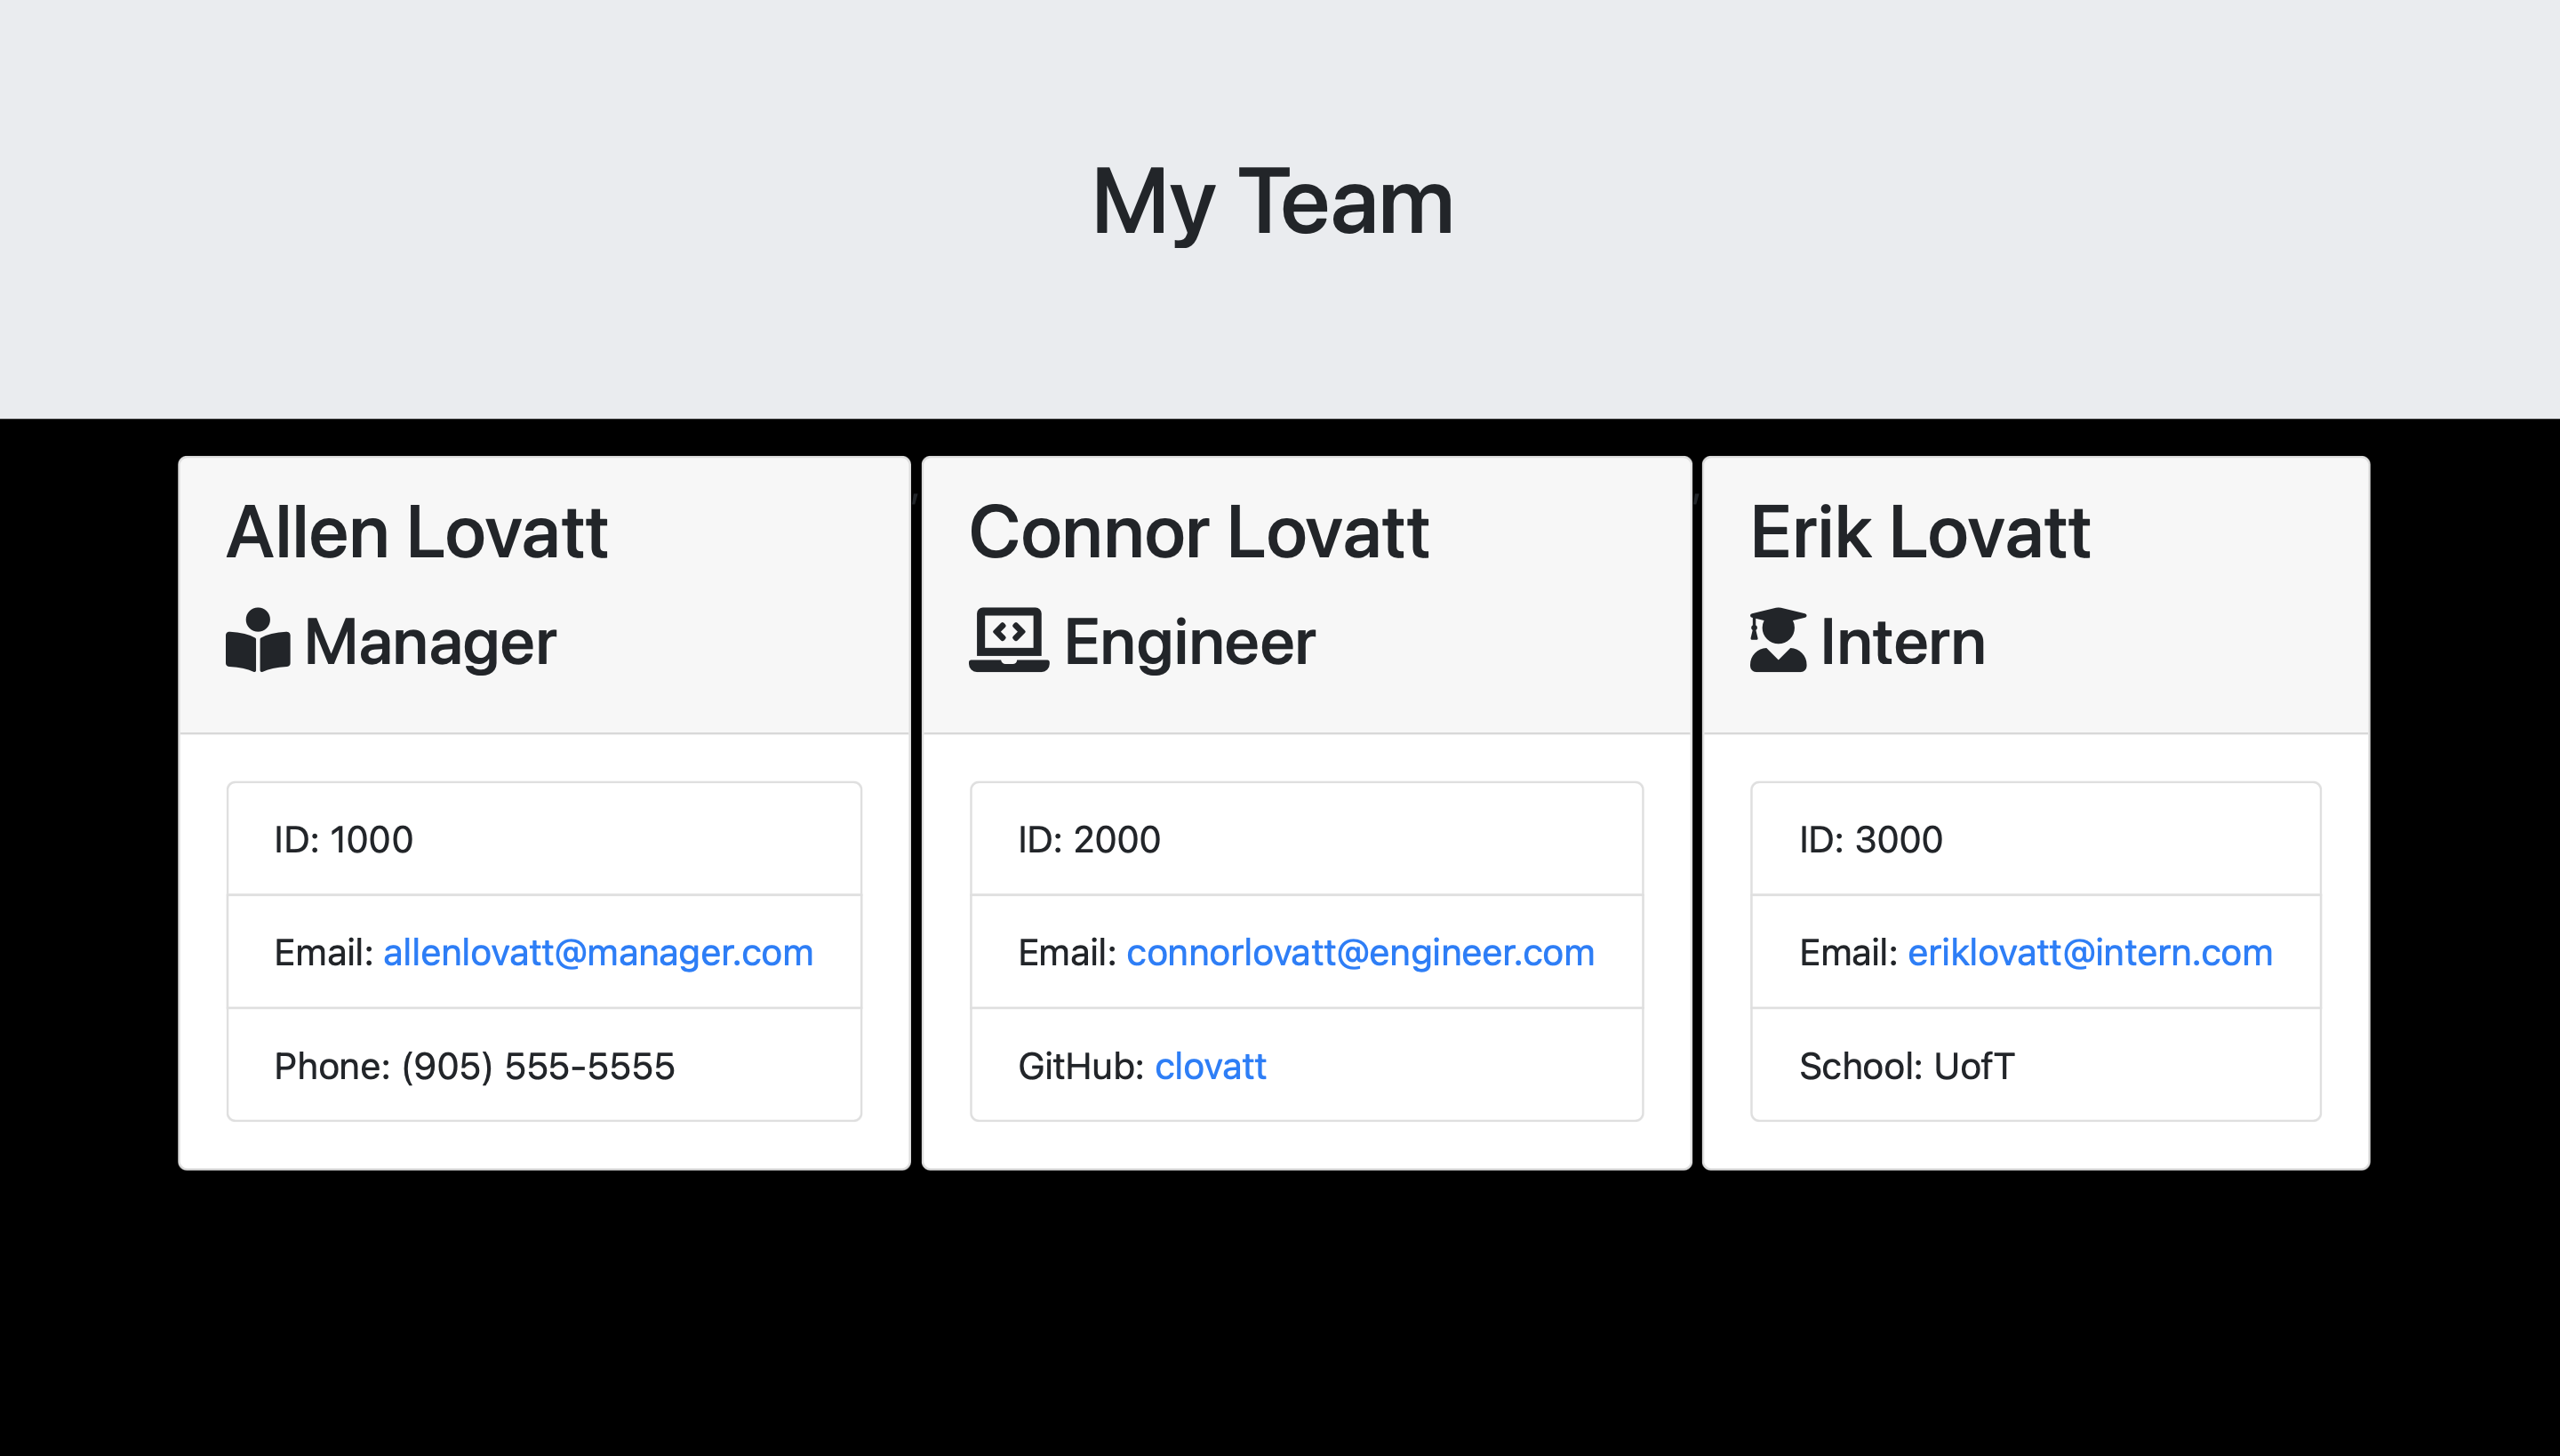 My Team
Allen Lovatt
Manager
ID: 1000
Email: allenlovatt@manager.com
Phone: (905) 555-5555
,
Connor Lovatt
Engineer
ID: 2000
Email: connorlovatt@engineer.com
GitHub: clovatt
,
Erik Lovatt
Intern
ID: 3000
Email: eriklovatt@intern.com
School: UofT